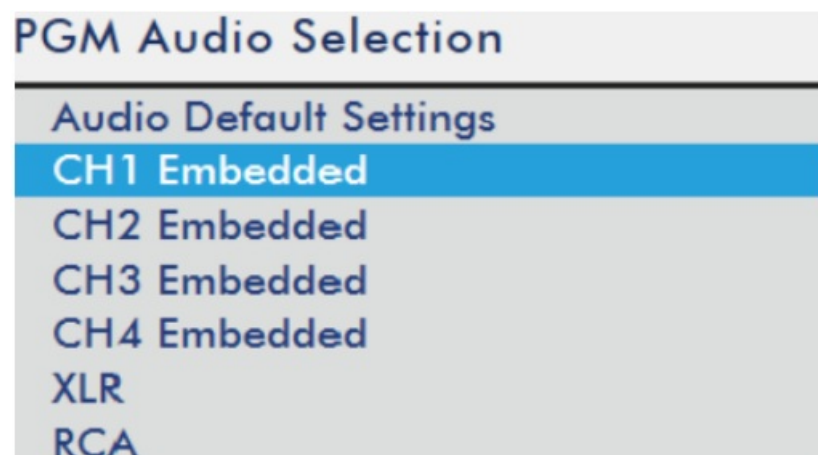 PGM Audio Selection
Audio Default Settings
CH1 Embedded
CH2 Embedded
CH3 Embedded
CH4 Embedded
XLR
RCA